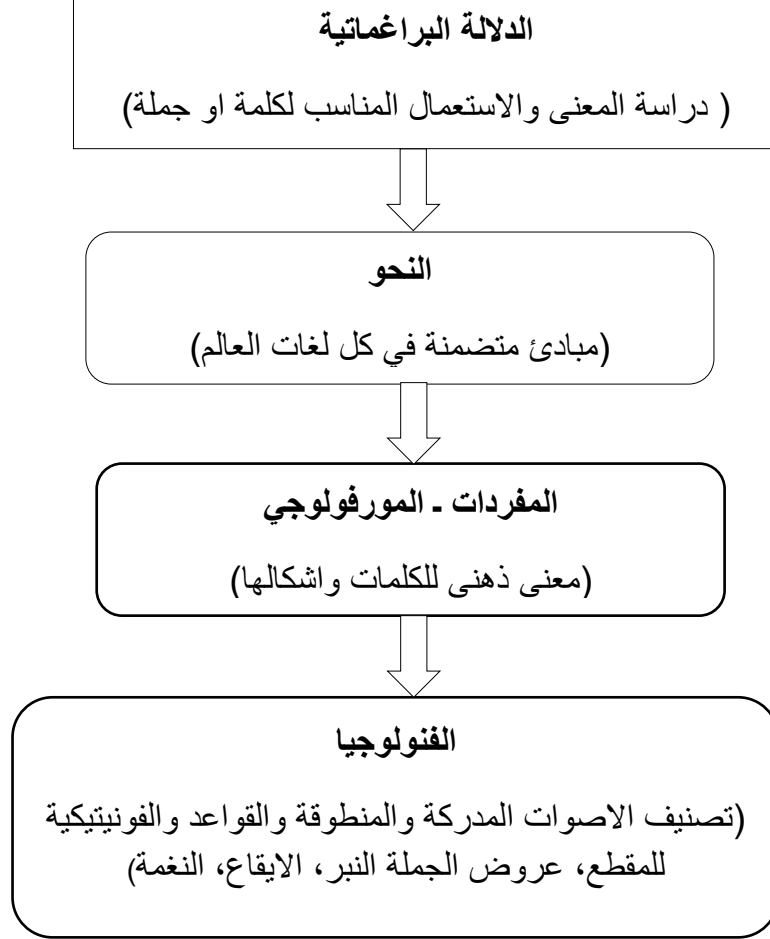 الدلالة البراغماتية
( دراسة المعنى والاستعمال المناسب لكلمة او جملة)
النحو
(مبادئ متضمنة في كل لغات العالم)
المفردات - المورفولوجي
(معنى ذهنى للكلمات واشكالها)
الفنولوجيا
(تصنيف الاصوات المدركة والمنطوقة والقواعد والفونيتيكية
للمقطع، عروض الجملة النبر، الايقاع، النغمة)